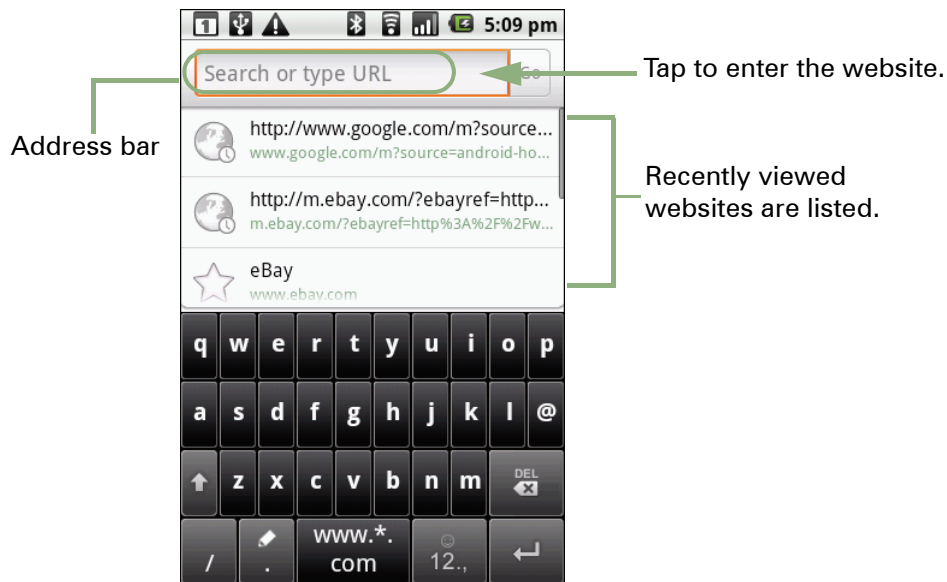 1 5:09 pm
Search or type URL Go
Tap to enter the website.
Address bar
http://www.google.com/m?source...
www.google.com/m?source=android-ho...
Recently viewed
websites are listed.
http://m.ebay.com/?ebayref=http...
m.ebay.com/?ebayref=http%3A%2F%2Fw...
eBay
www.ebay.com
q w e r t y u i o p
a s d f g h j k l @
z x c v b n m DEL
/ . www.*.
com 12.,